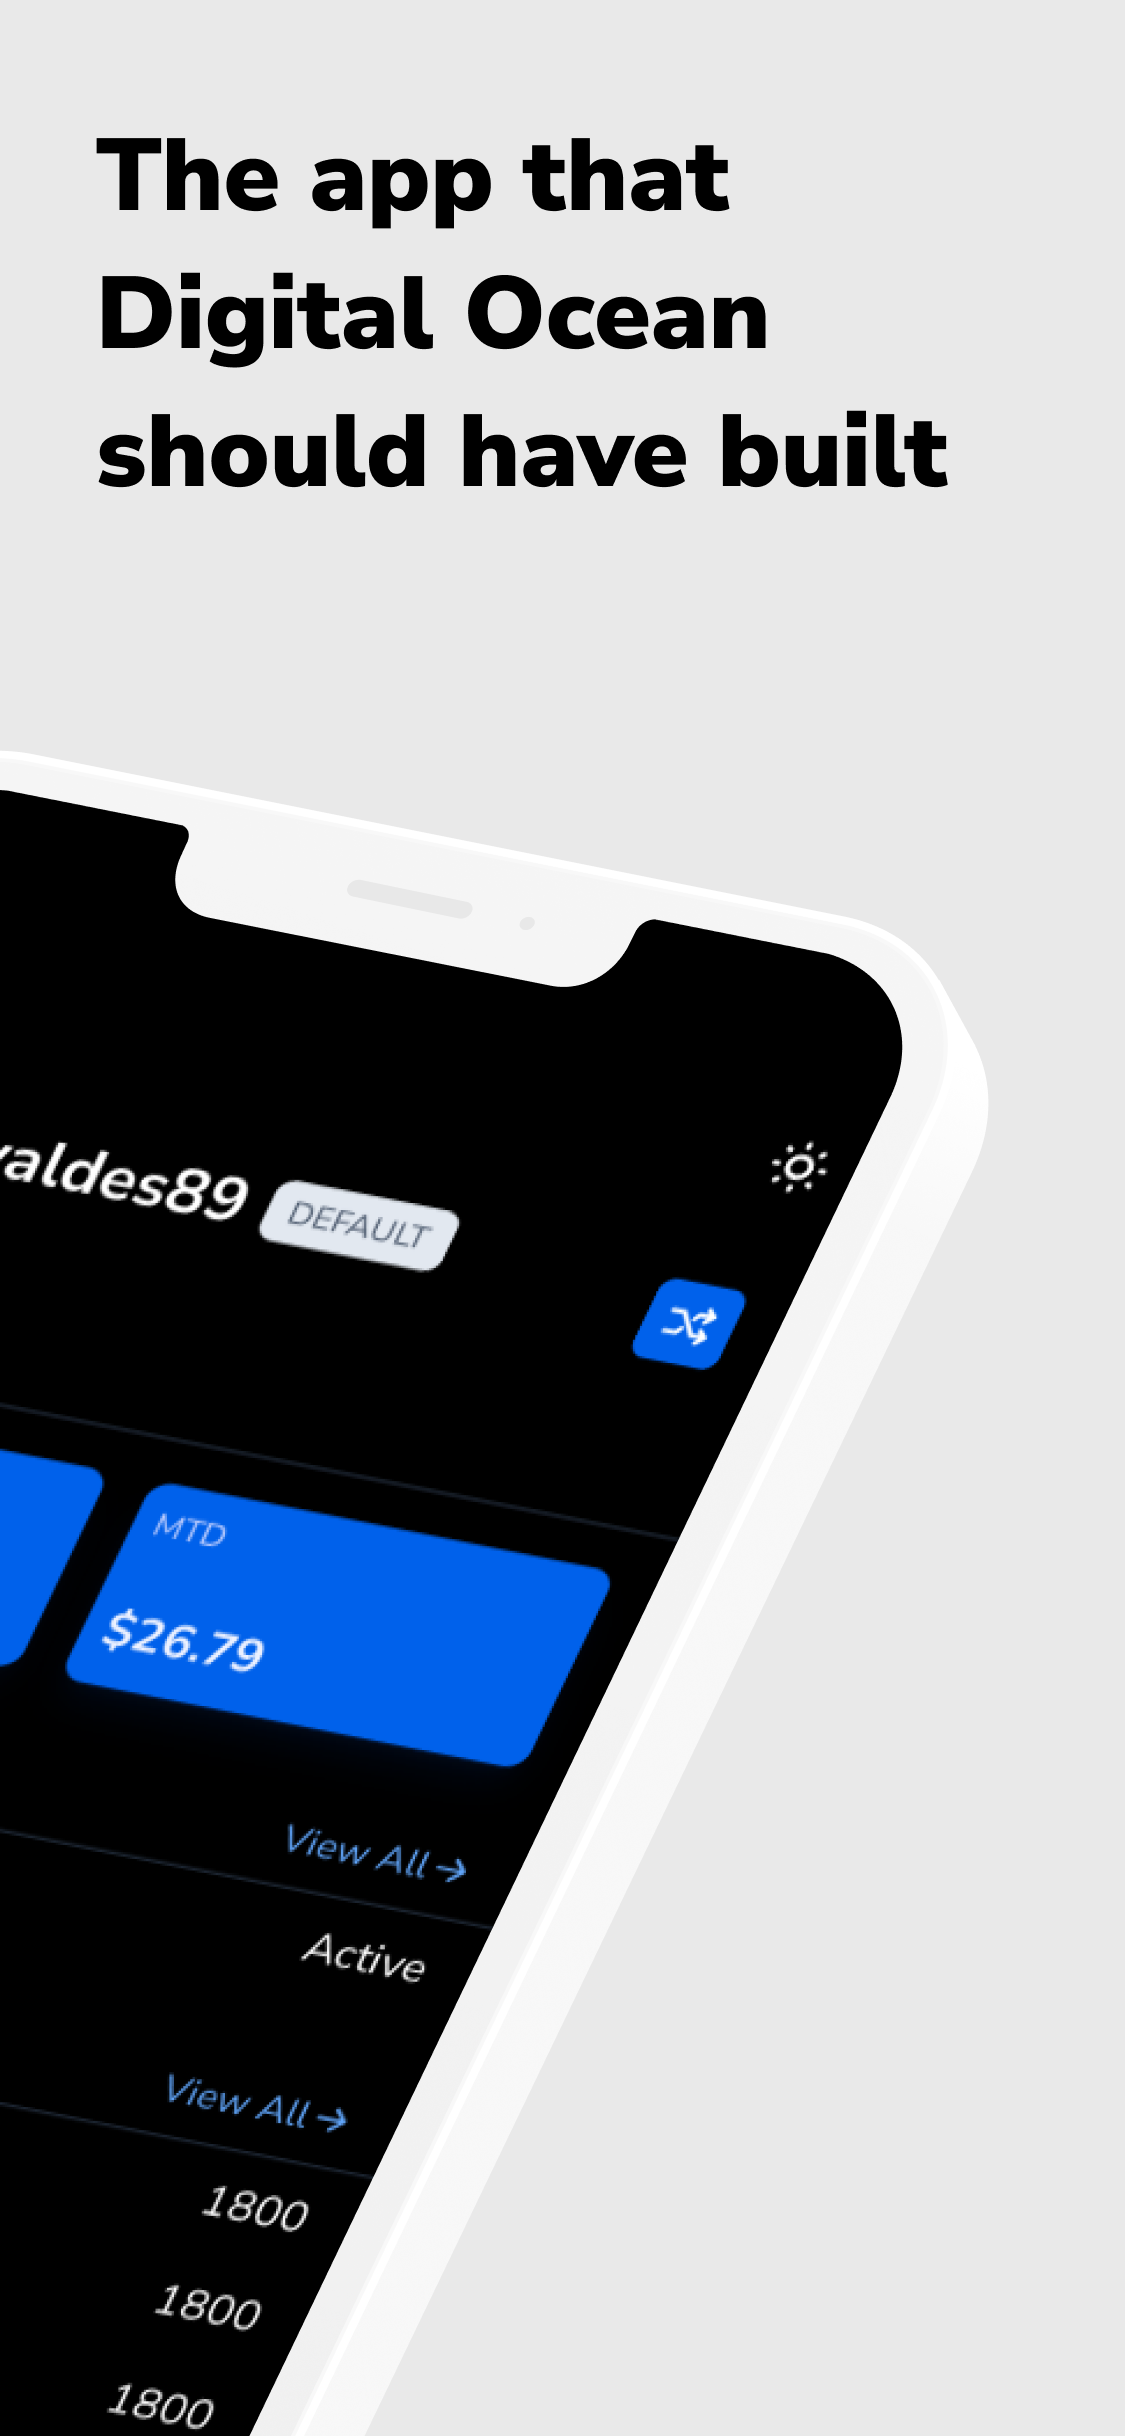 The app that
Digital Ocean
should have built
valdes89 DEFAULT
MTD
$26.79
View All →
Active
View All →
1800
1800
1800